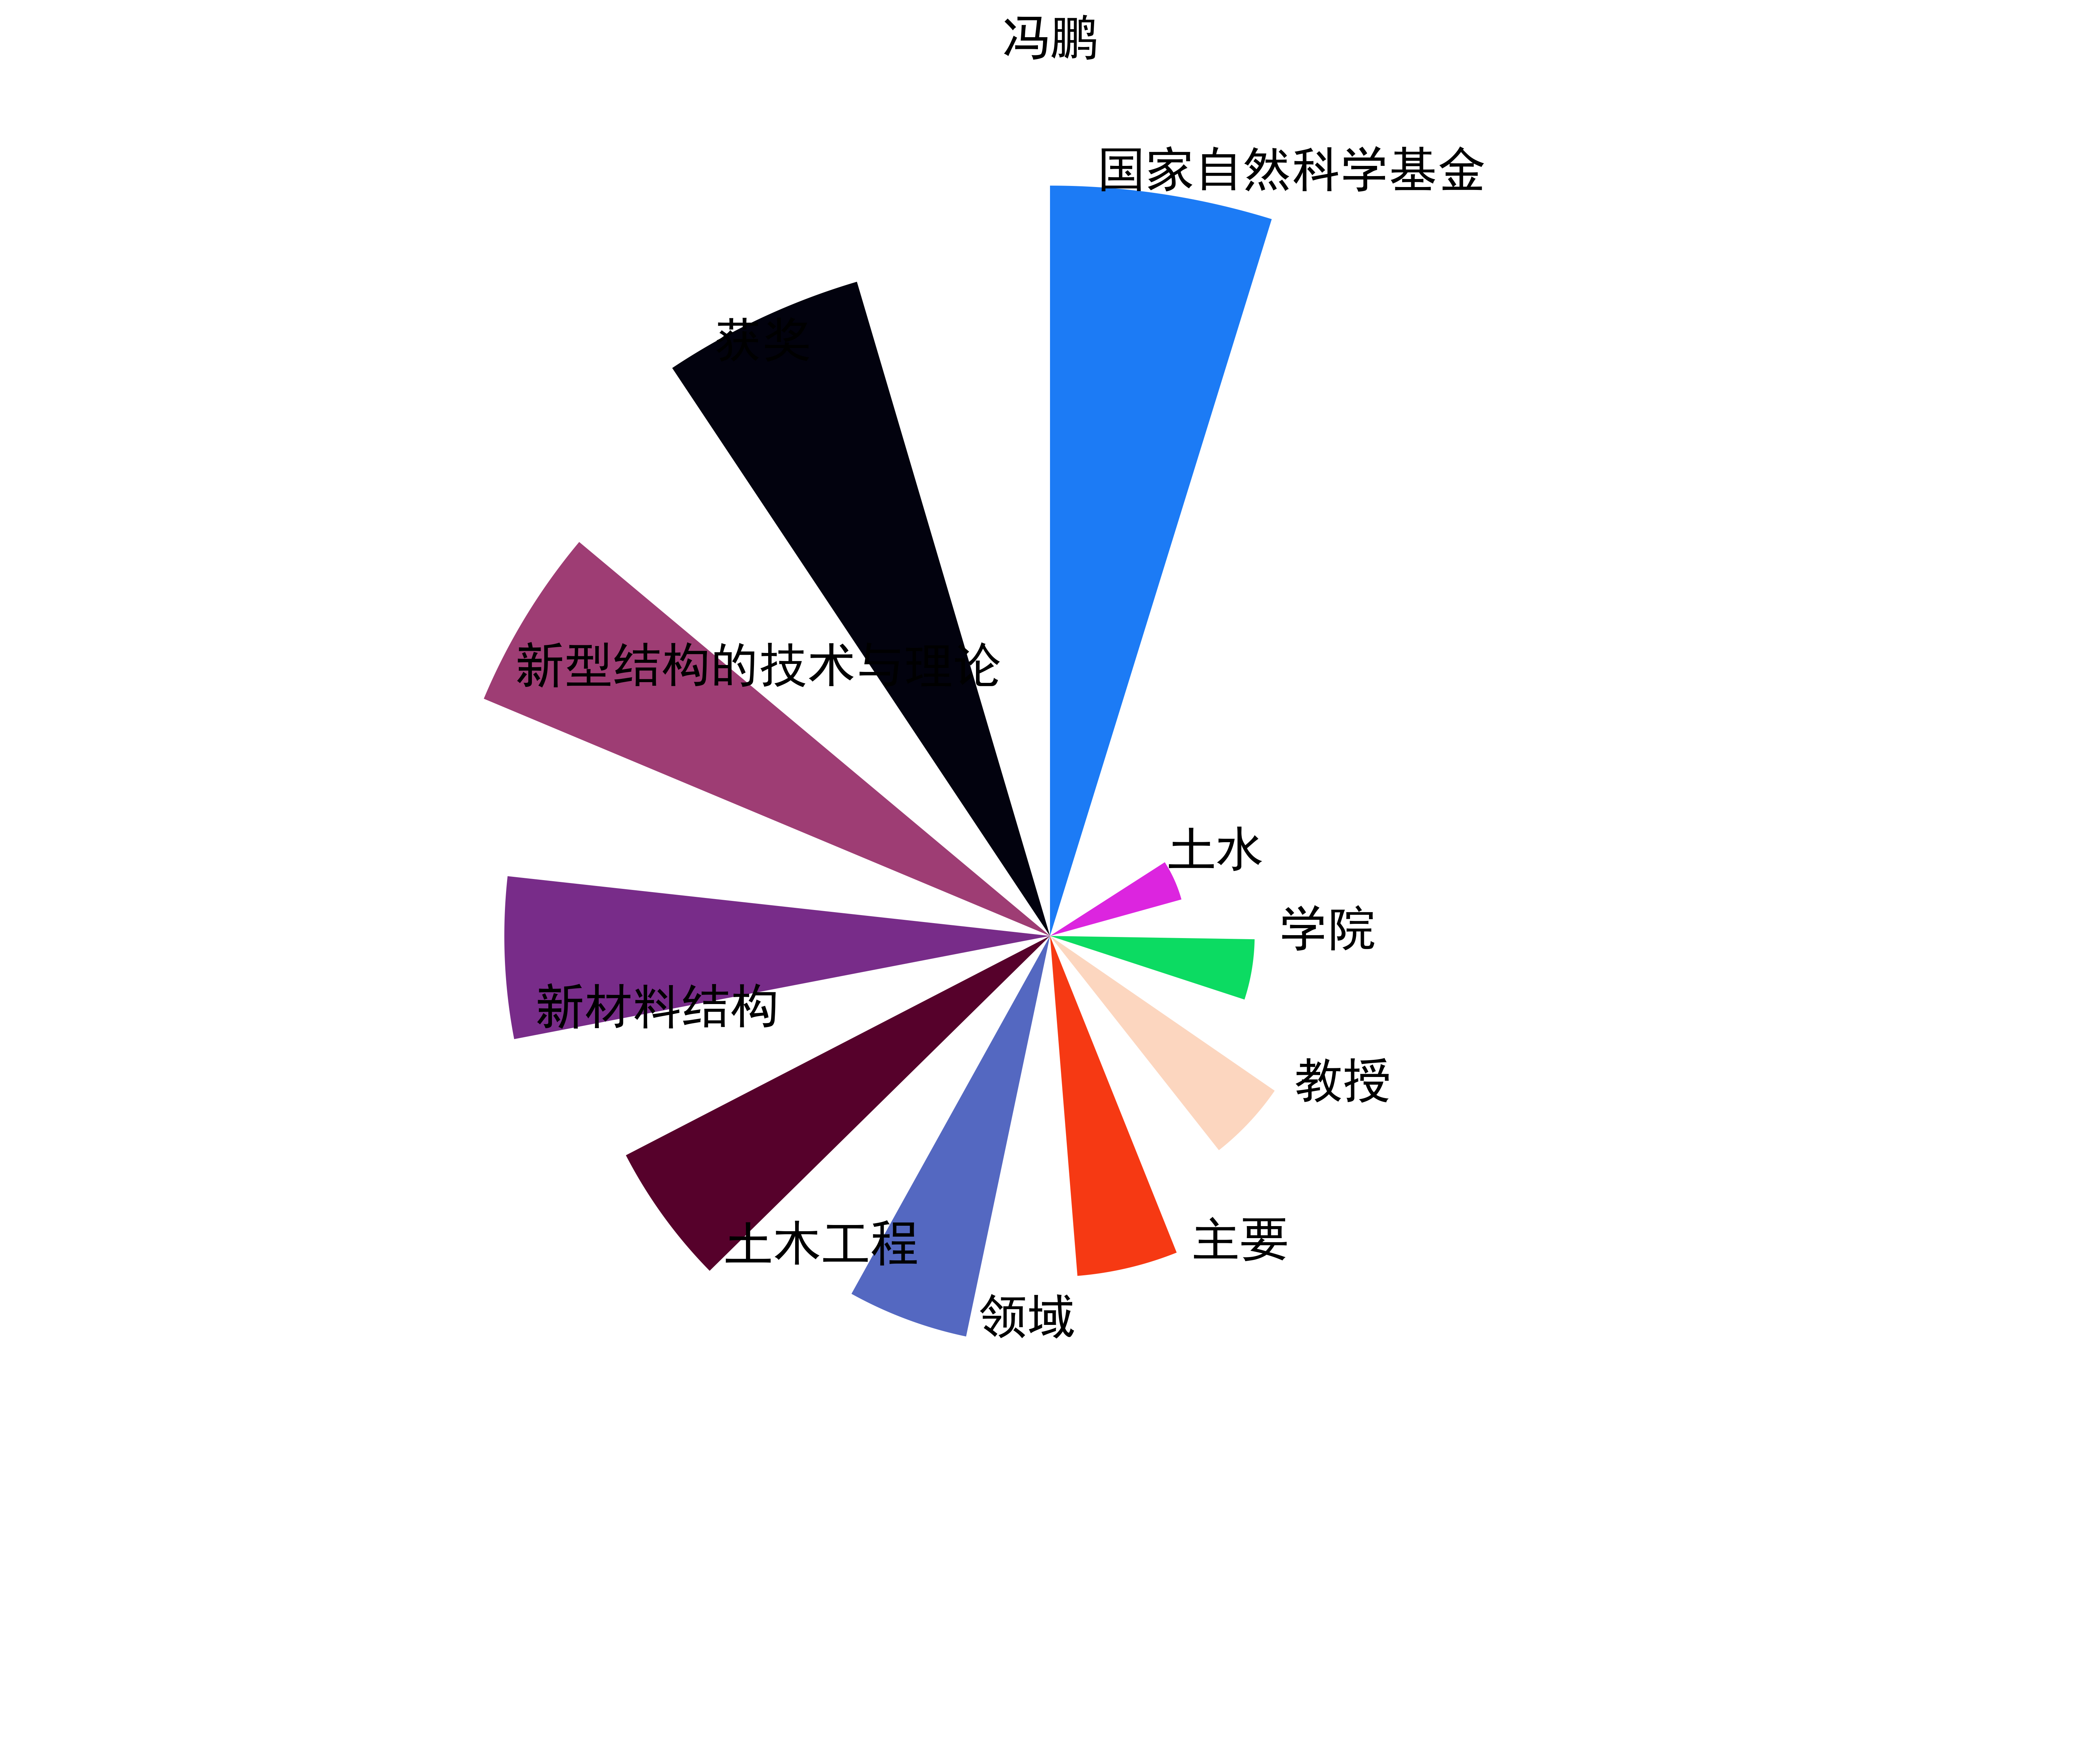 冯鹏
国家自然科学基金
获奖
新型结构的技术与理论
土水
学院
新材料结构
教授
主要
土木工程
领域